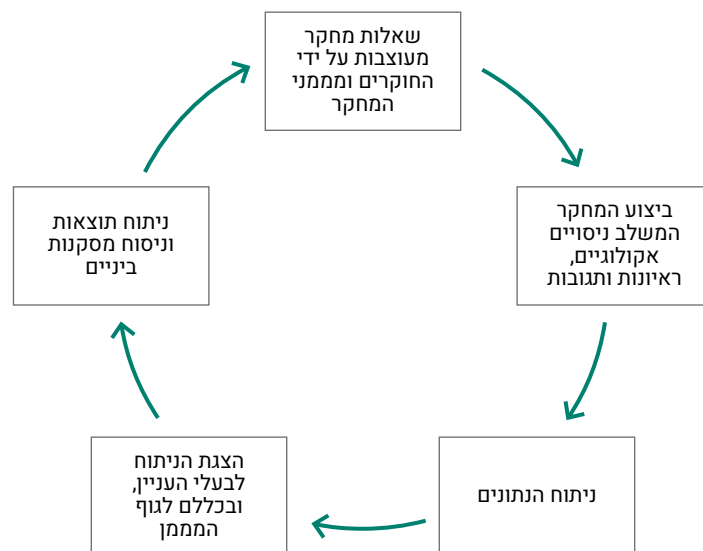 שאלות מחקר
מעוצבות על ידי
החוקרים ומממני
המחקר
ביצוע המחקר
המשלב ניסויים
אקולוגיים,
ראיונות ותגובות
ניתוח הנתונים
הצגת הניתוח
לבעלי העניין,
ובכללם לגוף
המממן
ניתוח תוצאות
וניסוח מסקנות
ביניים